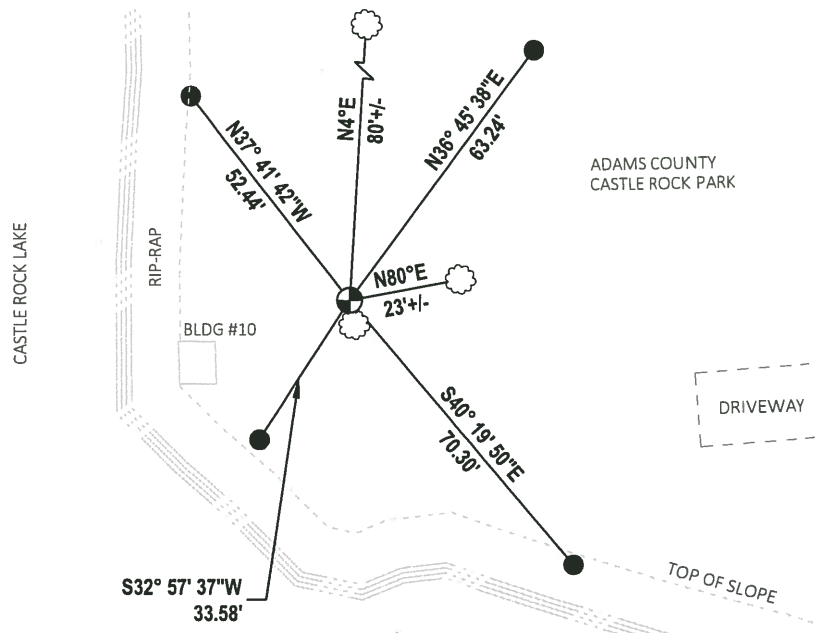 N4°E
80'+/-
N36° 45' 38"E
63.24'
N37° 41' 42"W
52.44'
ADAMS COUNTY
CASTLE ROCK PARK
CASTLE ROCK LAKE
RIP-RAP
N80°E
23'+/-
BLDG #10
S40° 19' 50"E
70.30'
DRIVEWAY
S32° 57' 37"W
33.58'
TOP OF SLOPE